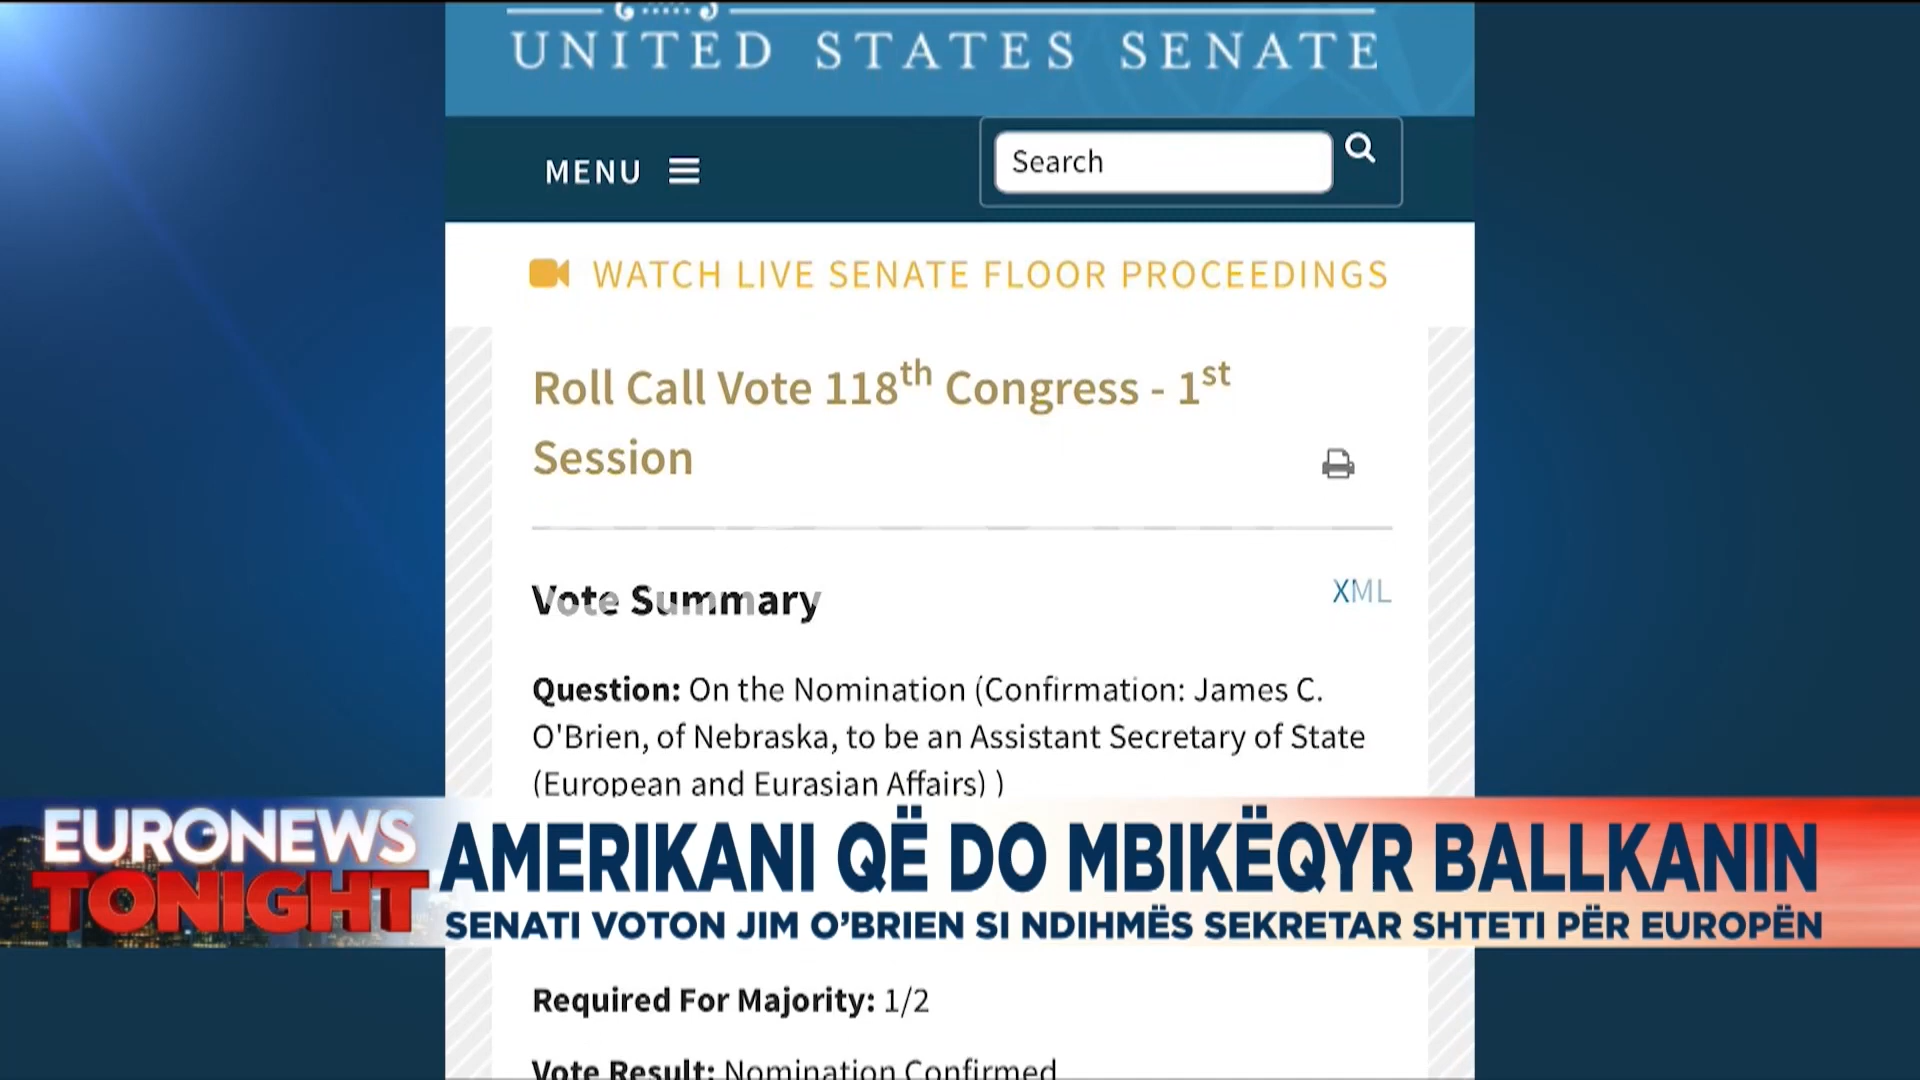 UNITED STATES SENATE
MENU
Search
WATCH LIVE SENATE FLOOR PROCEEDINGS
Roll Call Vote 118th Congress - 1st
Session
Vote Summary
XML
Question: On the Nomination (Confirmation: James C.
O'Brien, of Nebraska, to be an Assistant Secretary of State
(European and Eurasian Affairs) )
EURONEWS
TONIGHT
AMERIKANI QË DO MBIKËQYR BALLKANIN
SENATI VOTON JIM O’BRIEN SI NDIHMËS SEKRETAR SHTETI PËR EUROPËN
Required For Majority: 1/2
Vote Result: Nomination Confirmed